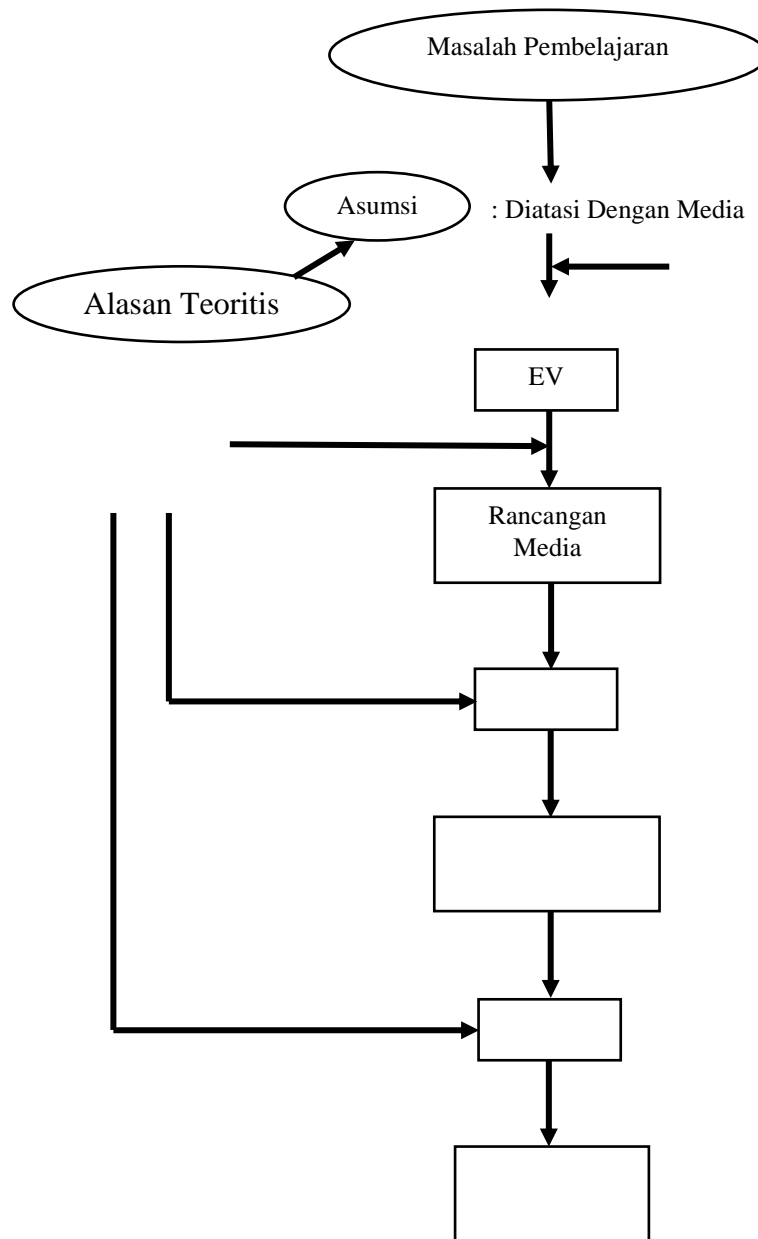 Masalah Pembelajaran
Asumsi
: Diatasi Dengan Media
Alasan Teoritis
EV
Rancangan
Media